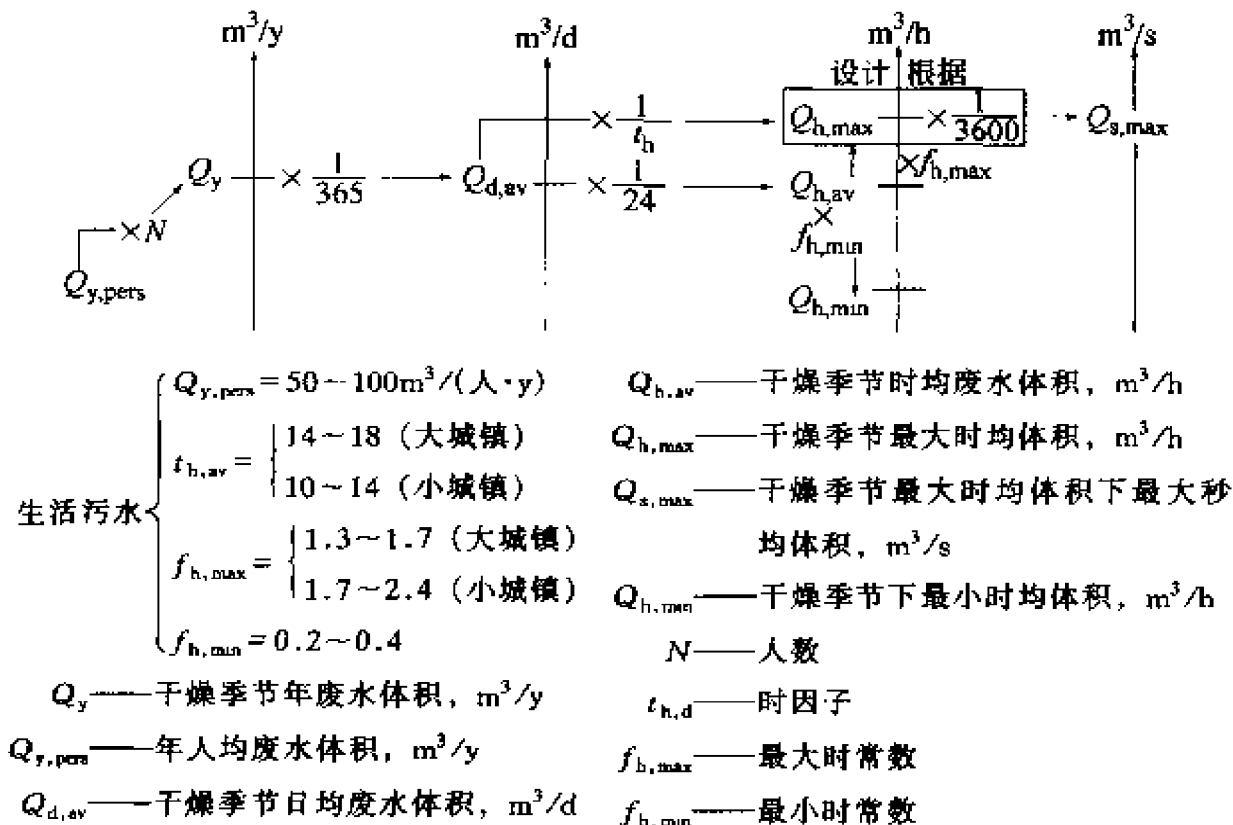 m³/y m³/d m³/h m³/s
设计 根据
Q_y × 1/365 Q_d,av × 1/t_h Q_h,max × 1/3600 Q_s,max
× 1/24 Q_h,av × f_h,max
× N × f_h,min
Q_y,pers Q_h,min
生活污水
Q_y,pers = 50~100m³/(人·y)
t_h,av = 14~18 (大城镇)
10~14 (小城镇)
f_h,max = 1.3~1.7 (大城镇)
1.7~2.4 (小城镇)
f_h,min = 0.2~0.4
Q_y——干燥季节年废水体积, m³/y
Q_y,pers——年人均废水体积, m³/y
Q_d,av——干燥季节日均废水体积, m³/d
Q_h,av——干燥季节时均废水体积, m³/h
Q_h,max——干燥季节最大时均体积, m³/h
Q_s,max——干燥季节最大时均体积下最大秒
均体积, m³/s
Q_h,min——干燥季节下最小时均体积, m³/h
N——人数
t_h,d——时因子
f_h,max——最大时常数
f_h,min——最小时常数